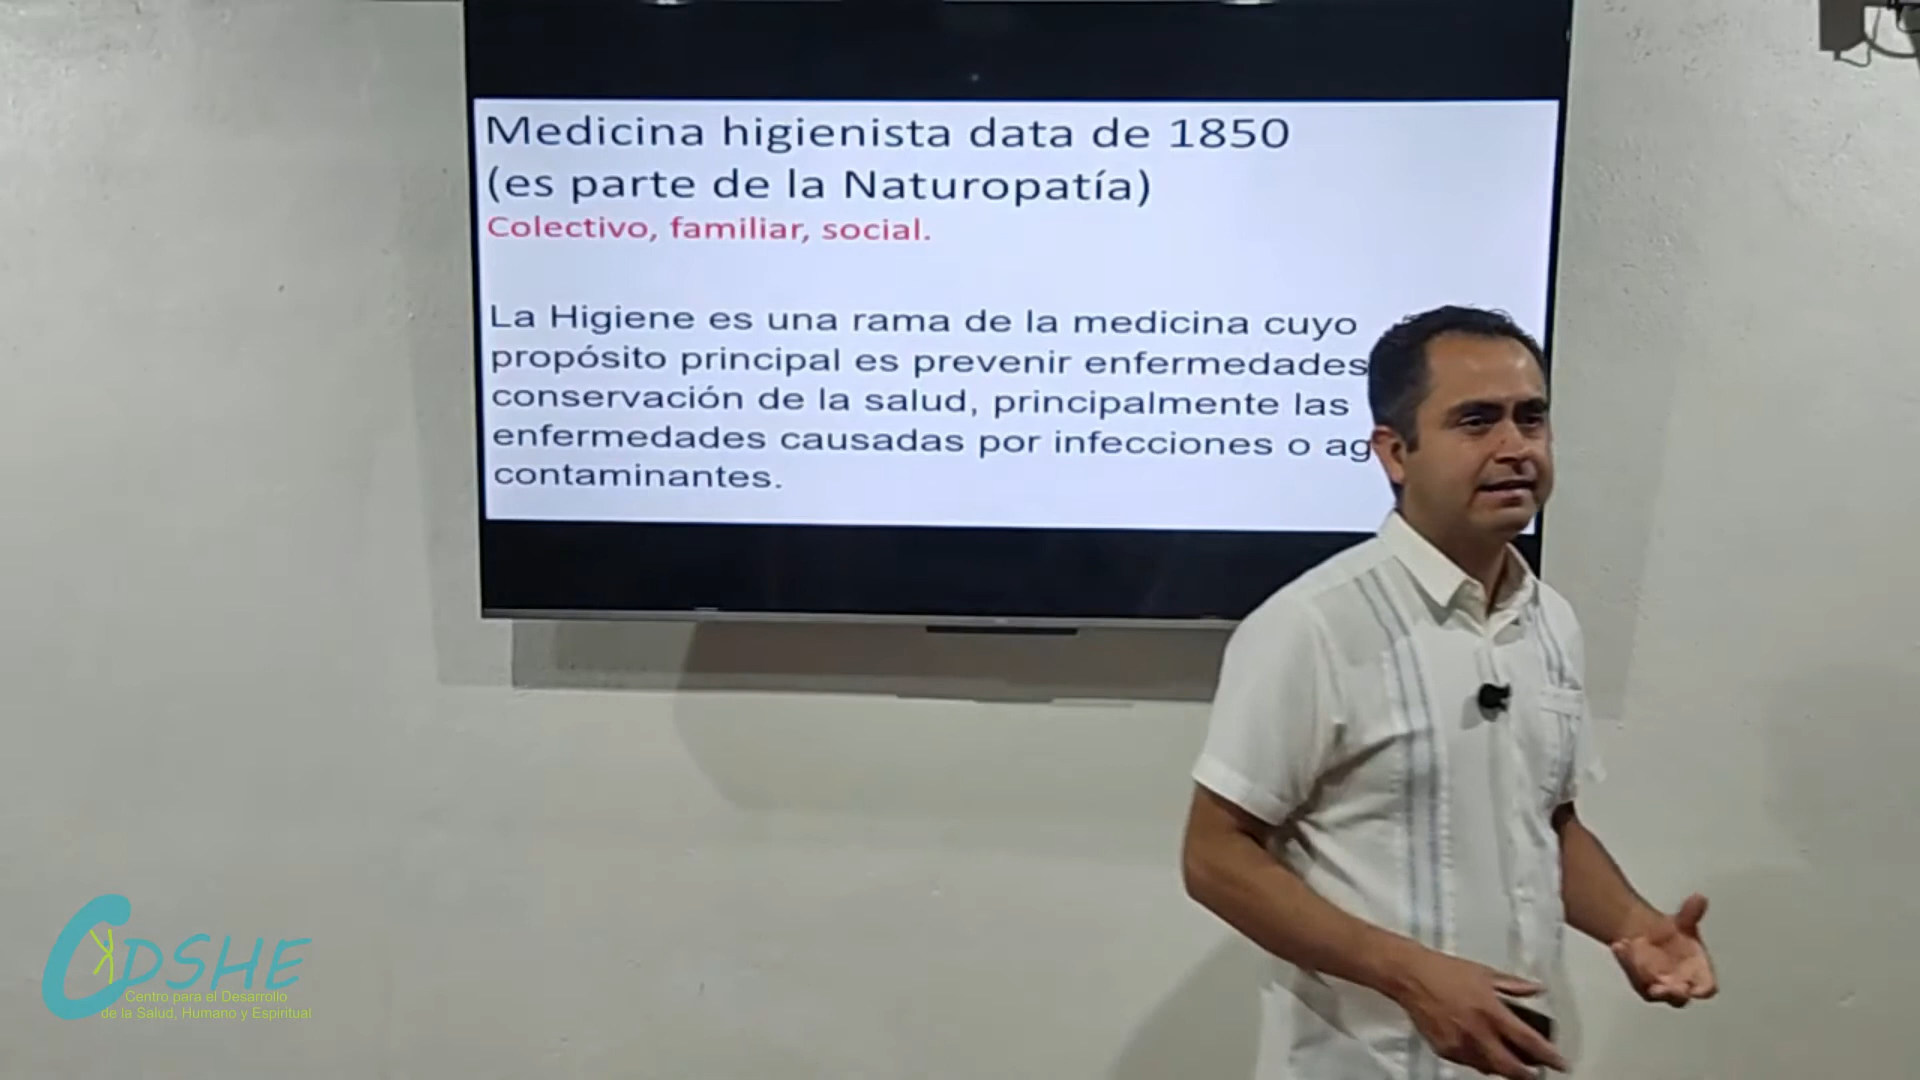 Medicina higienista data de 1850
(es parte de la Naturopatía)
Colectivo, familiar, social.
La Higiene es una rama de la medicina cuyo
propósito principal es prevenir enfermedades
conservación de la salud, principalmente las
enfermedades causadas por infecciones o ag
contaminantes.
CDSHE
Centro para el Desarrollo
de la Salud, Humano y Espiritual